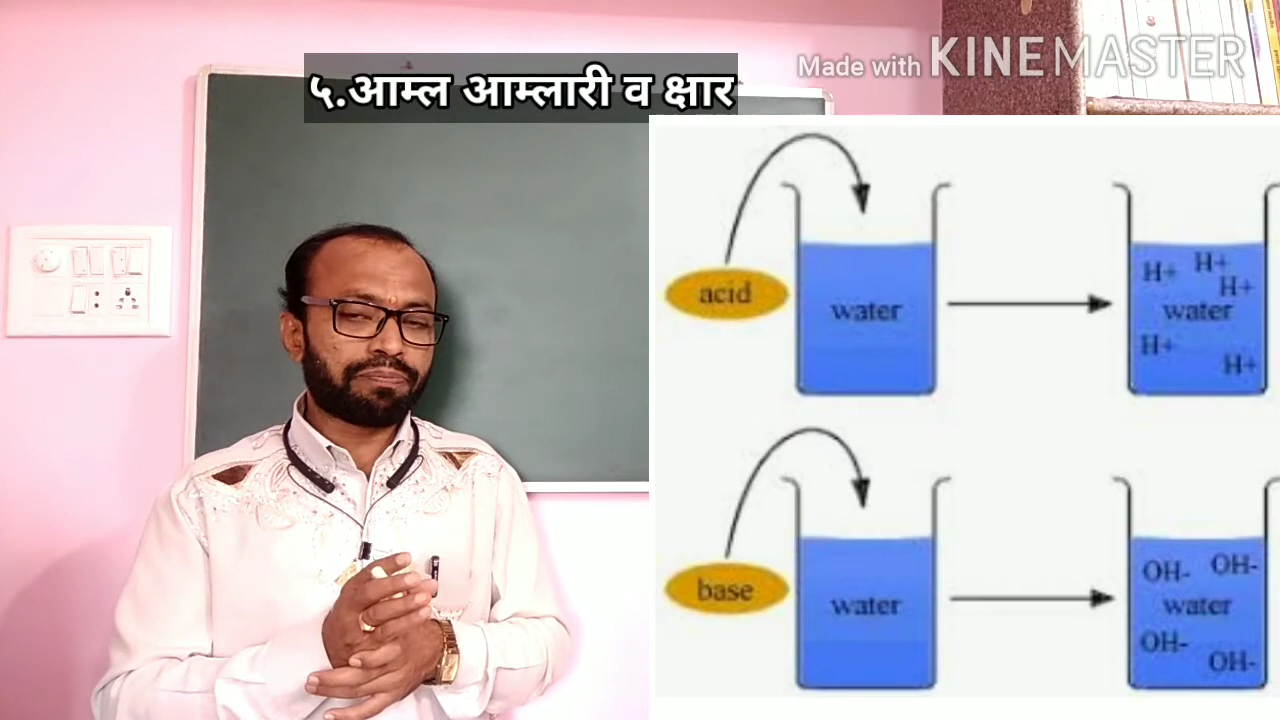 Made with KINEMASTER
५.आम्ल आम्लारी व क्षार
acid
water
H+ H+
H+
water
H+
H+
base
water
OH- OH-
water
OH-
OH-